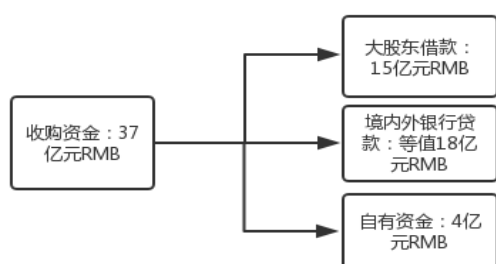 收购资金：37
亿元RMB
大股东借款：
15亿元RMB
境内外银行贷
款：等值18亿
元RMB
自有资金：4亿
元RMB